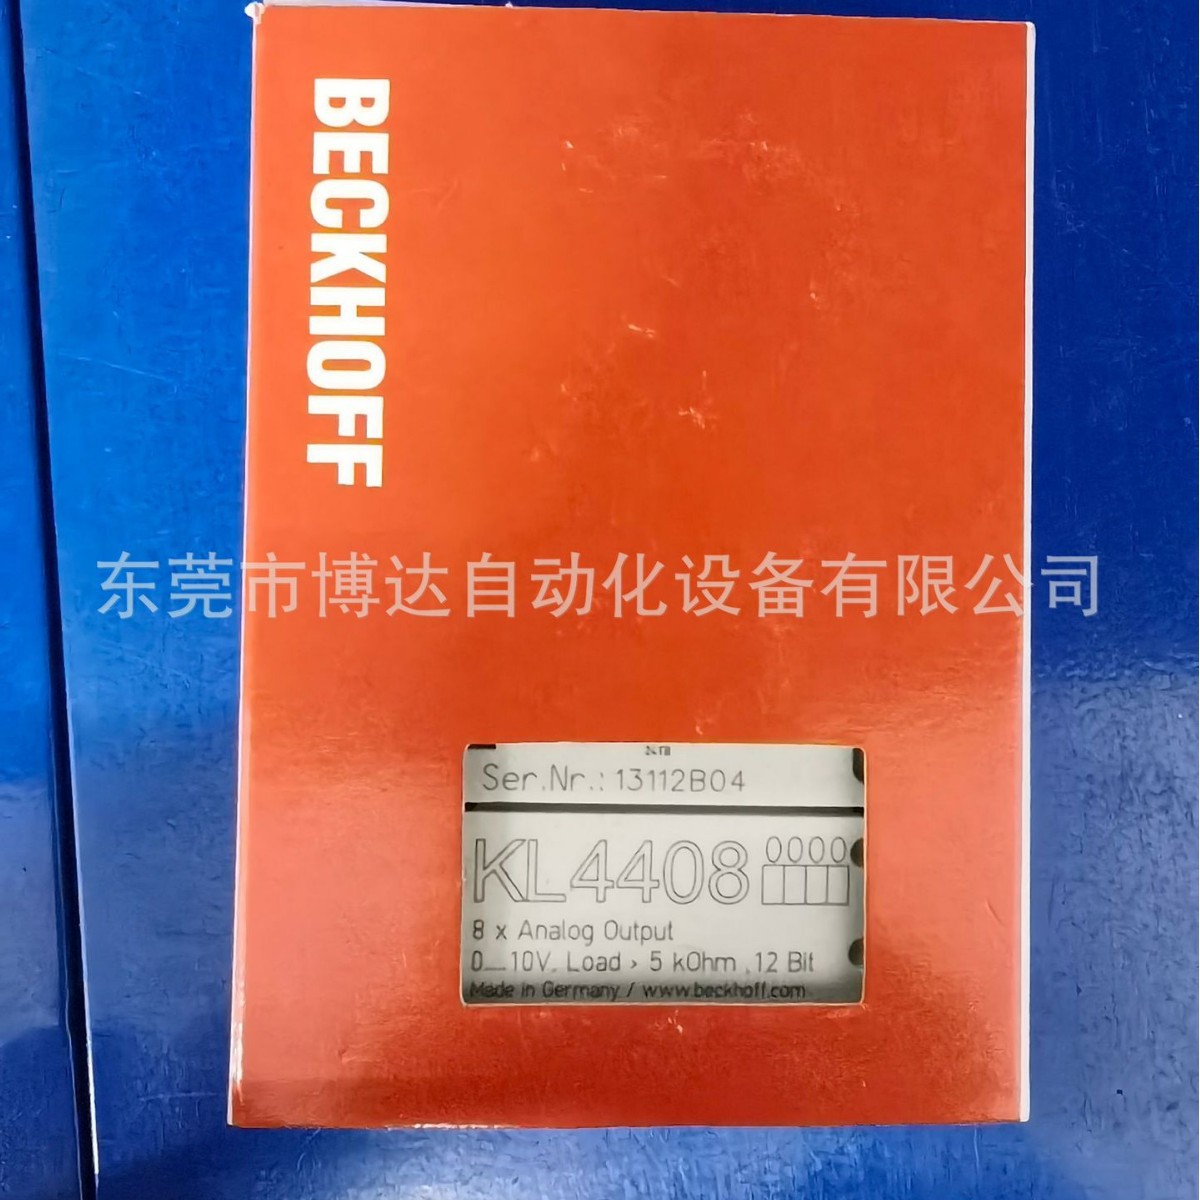 BECKHOFF
东莞市博达自动化设备有限公司
Ser.Nr.: 13112B04
KL4408 0000
8 x Analog Output
0...10V, Load > 5 kOhm, 12 Bit
Made in Germany / www.beckhoff.com